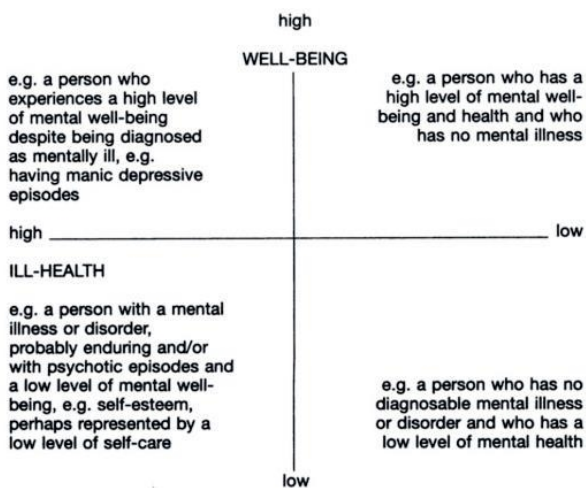 high
WELL-BEING
e.g. a person who
experiences a high level
of mental well-being
despite being diagnosed
as mentally ill, e.g.
having manic depressive
episodes
e.g. a person who has a
high level of mental well-
being and health and who
has no mental illness
high
low
ILL-HEALTH
e.g. a person with a mental
illness or disorder,
probably enduring and/or
with psychotic episodes and
a low level of mental well-
being, e.g. self-esteem,
perhaps represented by a
low level of self-care
e.g. a person who has no
diagnosable mental illness
or disorder and who has a
low level of mental health
low